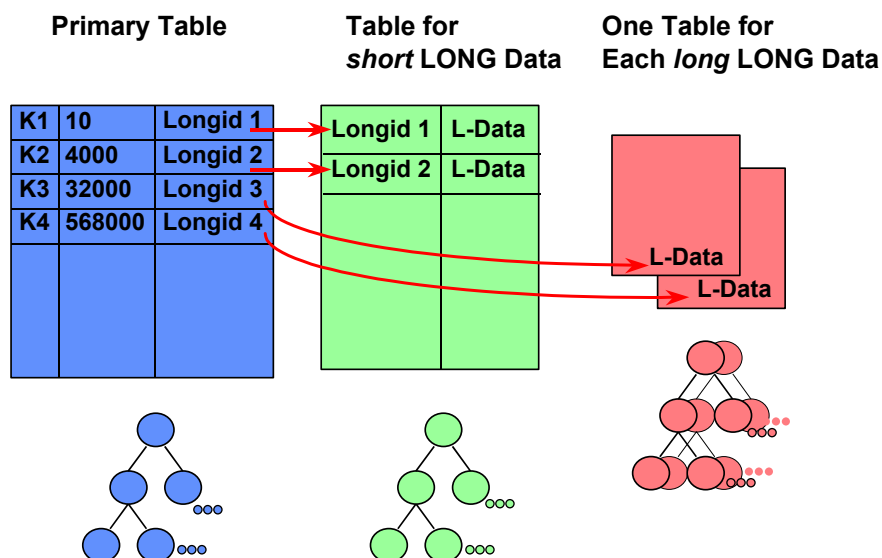 Primary Table
Table for
short LONG Data
One Table for
Each long LONG Data
K1 10 Longid 1
K2 4000 Longid 2
K3 32000 Longid 3
K4 568000 Longid 4
Longid 1 L-Data
Longid 2 L-Data
L-Data
L-Data